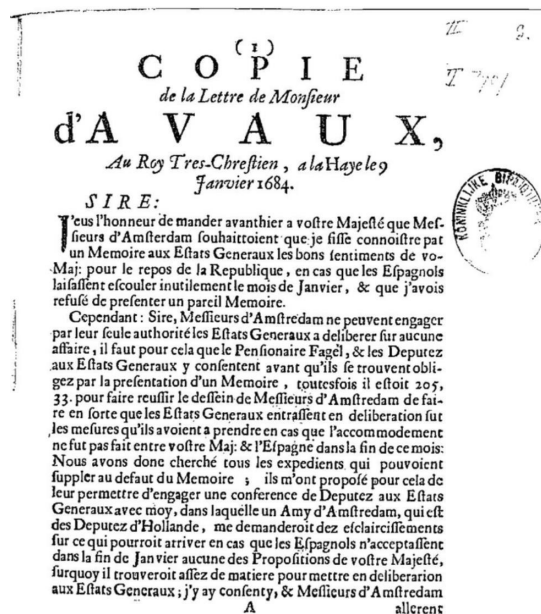 (1)
COPIE
de la Lettre de Monsieur
d'AVAUX,
Au Roy Tres-Chreſtien, a la Haye le 9
Janvier 1684.
SIRE:
J'eus l'honneur de mander avanthier a voſtre Majeſté que Meſ-
ſieurs d'Amſterdam ſouhaittoient que je fiſſe connoiſtre pat
un Memoire aux Eſtats Generaux les bons ſentiments de vo-
Maj: pour le repos de la Republique, en cas que les Eſpagnols
laiſaſſent eſcouler inutilement le mois de Janvier, & que j'avois
refuſé de preſenter un pareil Memoire.
Cependant: Sire, Meſſieurs d'Amſtredam ne peuvent engager
par leur ſeule authorité les Eſtats Generaux a deliberer ſur aucune
affaire, il faut pour cela que le Penſionaire Fagel, & les Deputez
aux Eſtats Generaux y conſentent avant qu'ils ſe trouvent obli-
gez par la preſentation d'un Memoire, toutesfois il eſtoit 205,
33. pour faire reuſſir le deſſein de Meſſieurs d'Amſtredam de fai-
re en ſorte que les Eſtats Generaux entraſſent en deliberation ſut
les meſures qu'ils avoient a prendre en cas que l'accommodement
ne fut pas fait entre voſtre Maj: & l'Eſpagne dans la fin de ce mois:
Nous avons donc cherché tous les expedients qui pouvoient
ſuppler au defaut du Memoire; ils m'ont propoſé pour cela de
leur permettre d'engager une conference de Deputez aux Eſtats
Generaux avec moy, dans laquelle un Amy d'Amſtredam, qui eſt
des Deputez d'Hollande, me demanderoit dez eſclairciſſements
ſur ce qui pourroit arriver en cas que les Eſpagnols n'acceptaſſent
dans la fin de Janvier aucune des Propoſitions de voſtre Majeſté,
ſurquoy il trouveroit aſſez de matiere pour mettre en deliberarion
aux Eſtats Generaux; j'y ay conſenty, & Meſſieurs d'Amſtredam
A allerent
KONINKLIJKE